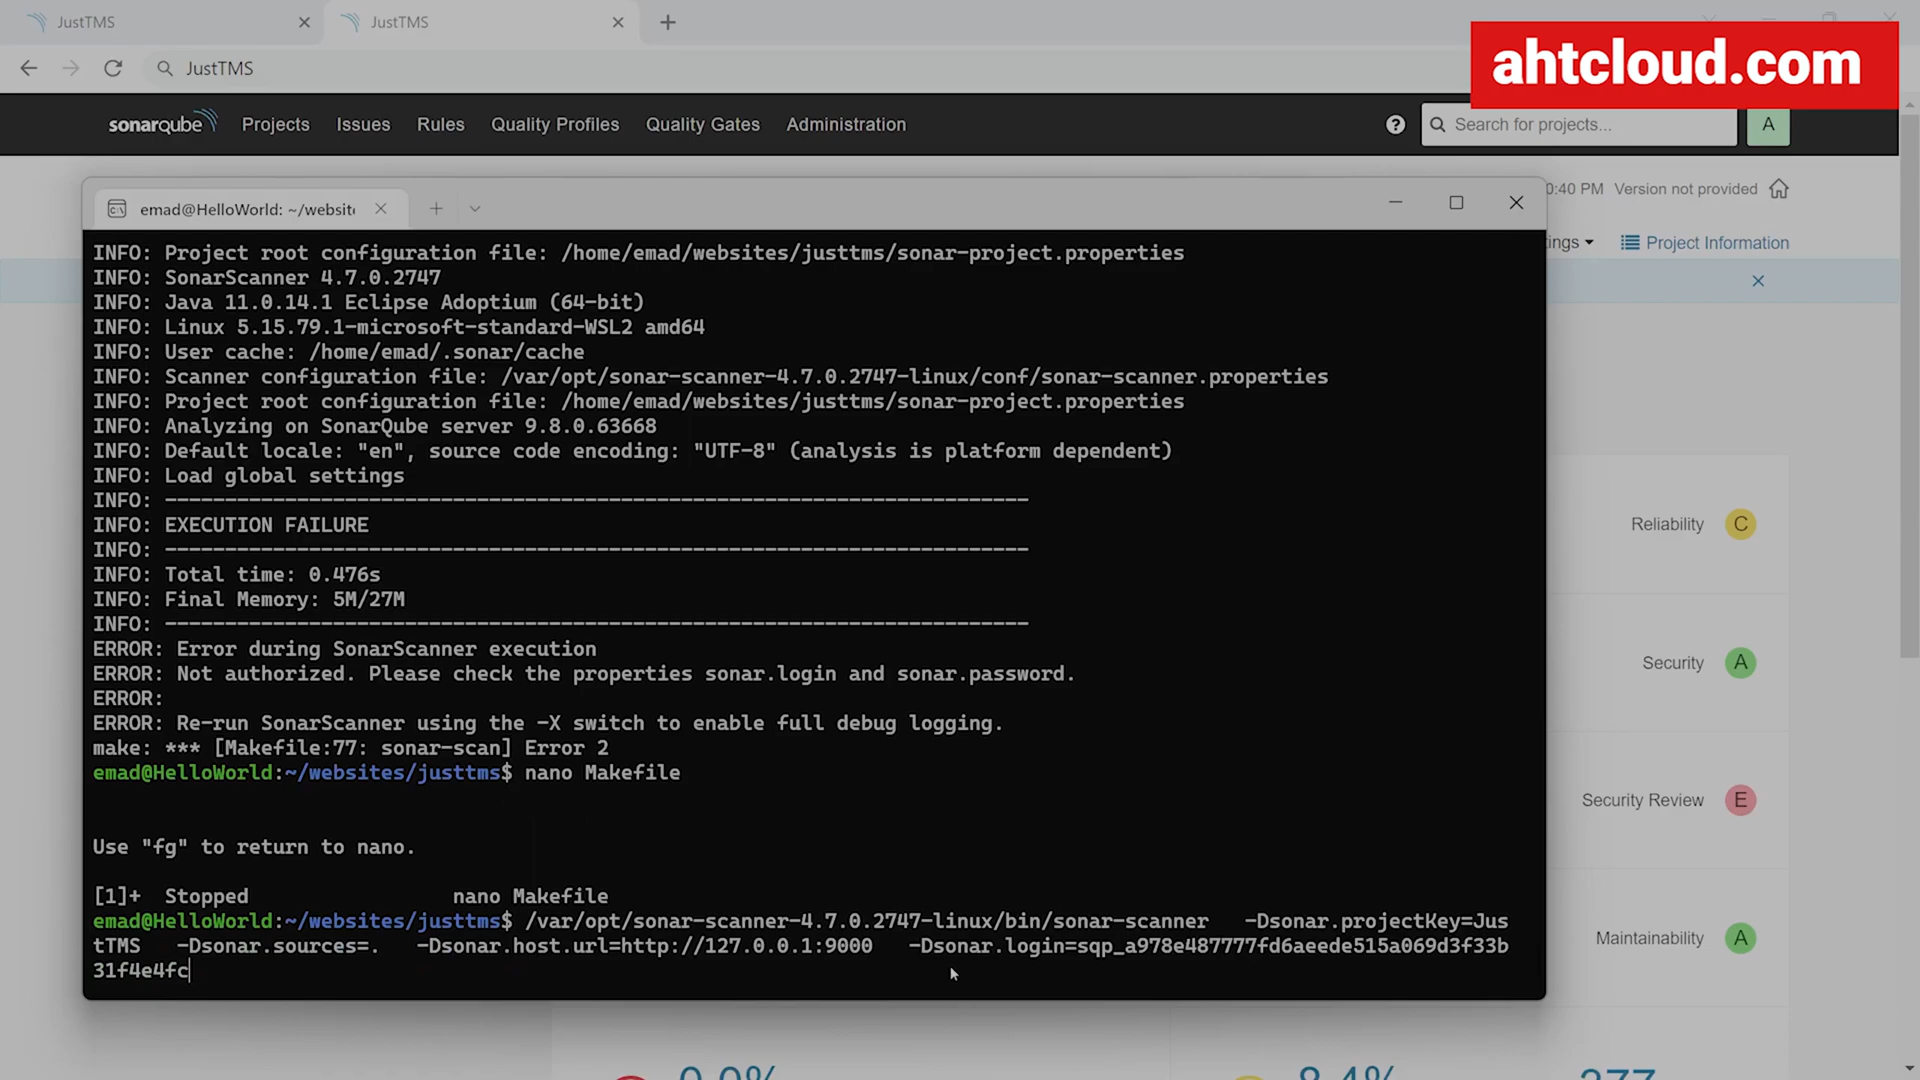 JustTMS
JustTMS
JustTMS
ahtcloud.com
sonarqube Projects Issues Rules Quality Profiles Quality Gates Administration
Search for projects...
A
0:40 PM Version not provided
ings Project Information
emad@HelloWorld: ~/websit
INFO: Project root configuration file: /home/emad/websites/justtms/sonar-project.properties
INFO: SonarScanner 4.7.0.2747
INFO: Java 11.0.14.1 Eclipse Adoptium (64-bit)
INFO: Linux 5.15.79.1-microsoft-standard-WSL2 amd64
INFO: User cache: /home/emad/.sonar/cache
INFO: Scanner configuration file: /var/opt/sonar-scanner-4.7.0.2747-linux/conf/sonar-scanner.properties
INFO: Project root configuration file: /home/emad/websites/justtms/sonar-project.properties
INFO: Analyzing on SonarQube server 9.8.0.63668
INFO: Default locale: "en", source code encoding: "UTF-8" (analysis is platform dependent)
INFO: Load global settings
INFO: ------------------------------------------------------------------------
INFO: EXECUTION FAILURE
INFO: ------------------------------------------------------------------------
INFO: Total time: 0.476s
INFO: Final Memory: 5M/27M
INFO: ------------------------------------------------------------------------
ERROR: Error during SonarScanner execution
ERROR: Not authorized. Please check the properties sonar.login and sonar.password.
ERROR:
ERROR: Re-run SonarScanner using the -X switch to enable full debug logging.
make: *** [Makefile:77: sonar-scan] Error 2
emad@HelloWorld:~/websites/justtms$ nano Makefile
Use "fg" to return to nano.
[1]+  Stopped                 nano Makefile
emad@HelloWorld:~/websites/justtms$ /var/opt/sonar-scanner-4.7.0.2747-linux/bin/sonar-scanner   -Dsonar.projectKey=Jus
tTMS   -Dsonar.sources=.   -Dsonar.host.url=http://127.0.0.1:9000   -Dsonar.login=sqp_a978e487777fd6aeede515a069d3f33b
31f4e4fc
Reliability C
Security A
Security Review E
Maintainability A